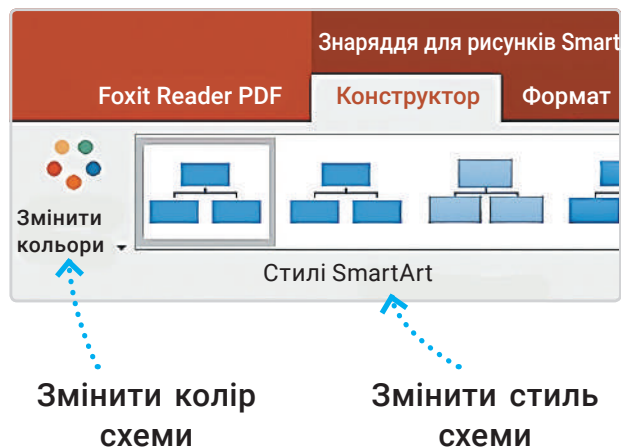 Знаряддя для рисунків Smart
Foxit Reader PDF Конструктор Формат
Змінити
кольори
Стилі SmartArt
Змінити колір
схеми
Змінити стиль
схеми